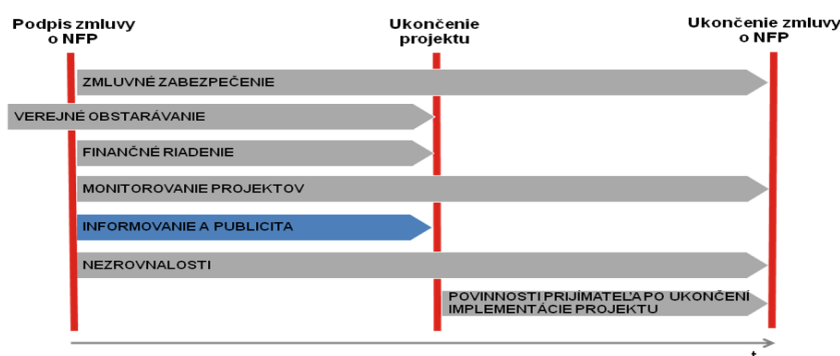 Podpis zmluvy
o NFP
Ukončenie
projektu
Ukončenie zmluvy
o NFP
ZMLUVNÉ ZABEZPEČENIE
VEREJNÉ OBSTARÁVANIE
FINANČNÉ RIADENIE
MONITOROVANIE PROJEKTOV
INFORMOVANIE A PUBLICITA
NEZROVNALOSTI
POVINNOSTI PRIJÍMATEĽA PO UKONČENÍ
IMPLEMENTÁCIE PROJEKTU
t